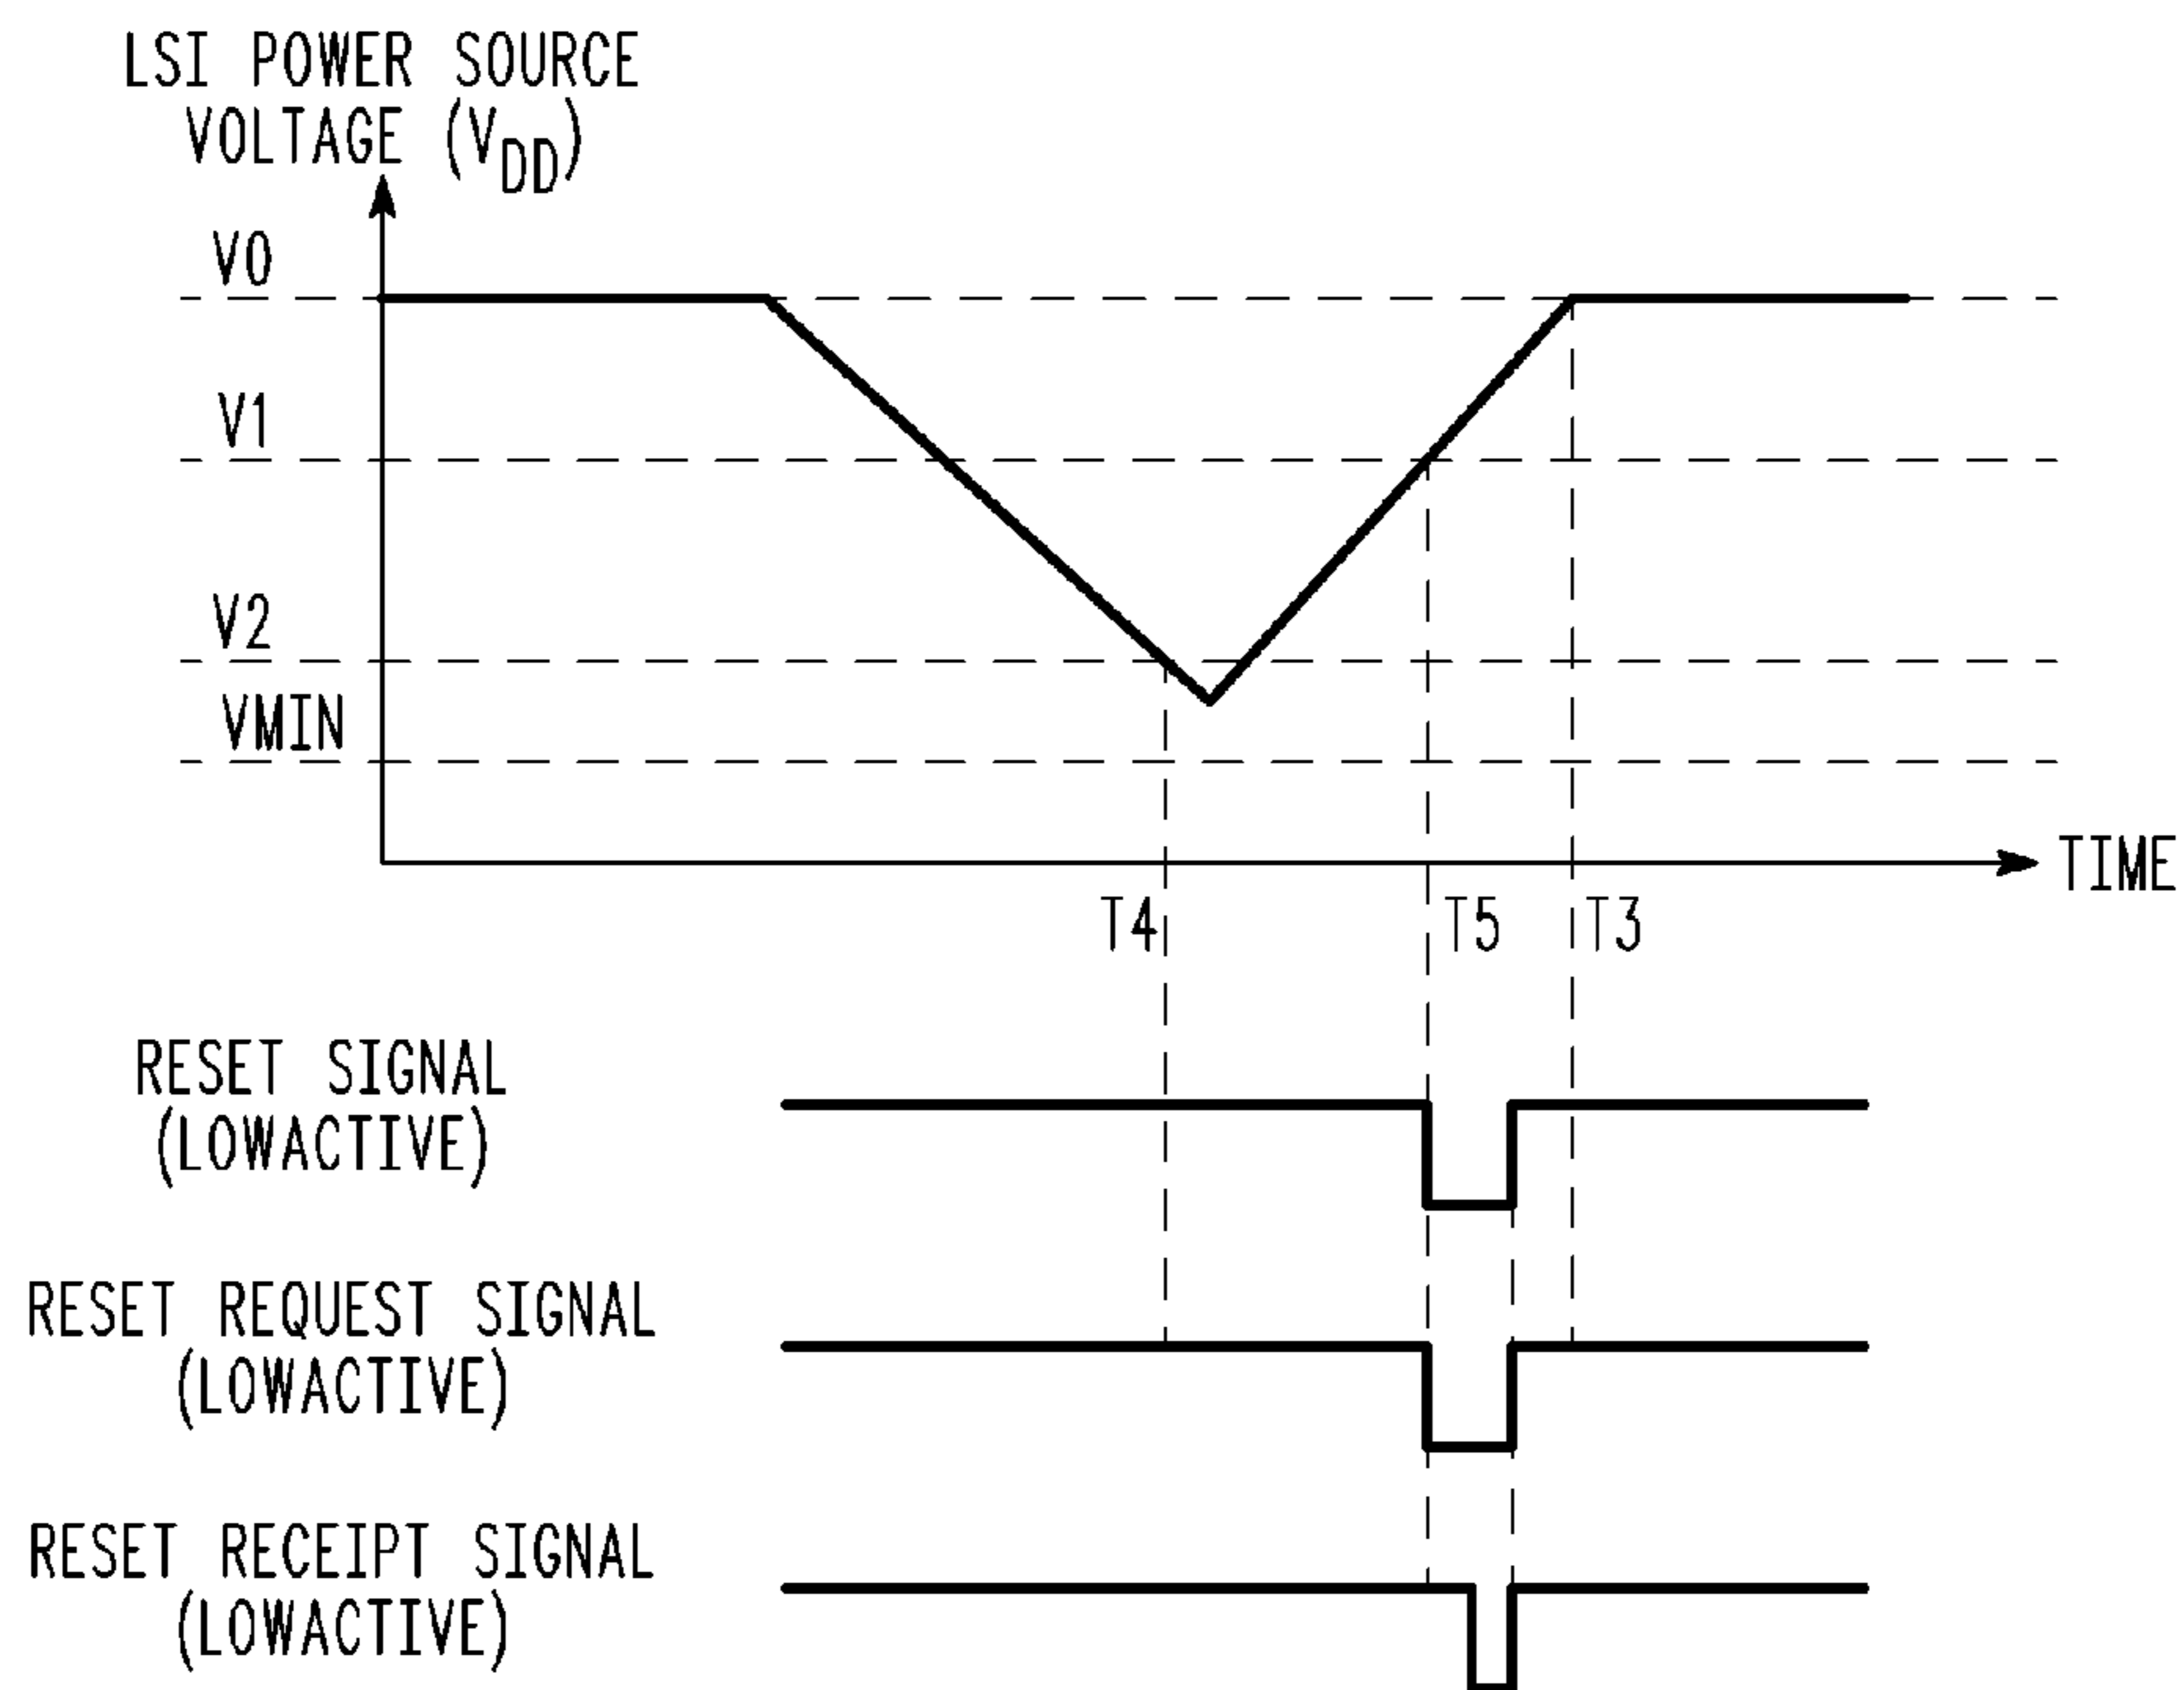 LSI POWER SOURCE
VOLTAGE (VDD)
V0
V1
V2
VMIN
TIME
T4
T5
T3
RESET SIGNAL
(LOWACTIVE)
RESET REQUEST SIGNAL
(LOWACTIVE)
RESET RECEIPT SIGNAL
(LOWACTIVE)